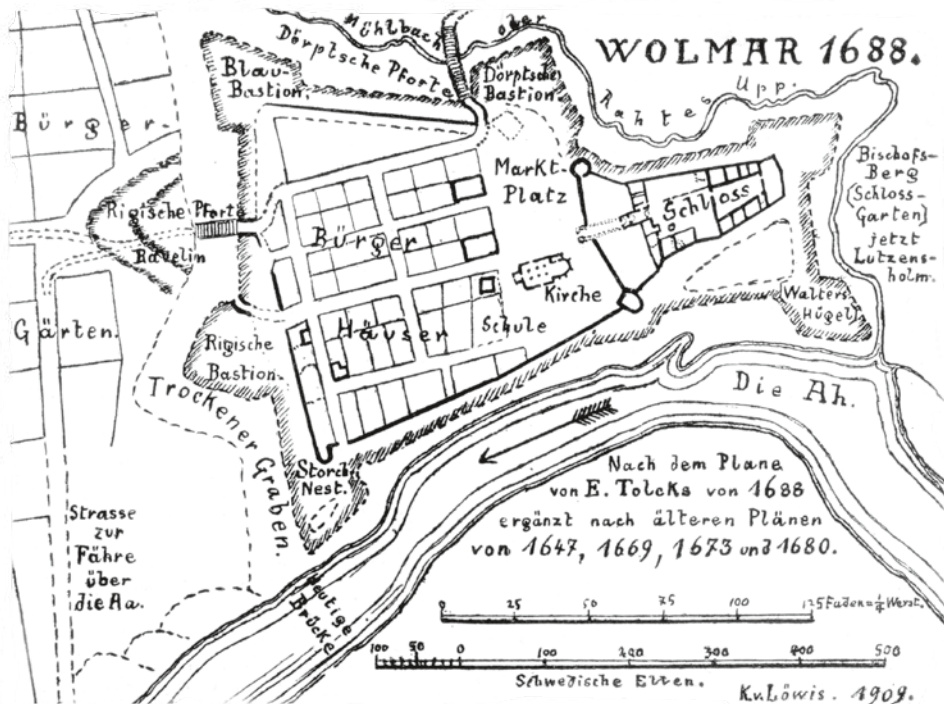 WOLMAR 1688.
Mühlbach
oder
Rahtes Upp.
Dörptsche Pforte
Blau-
Bastion.
Dörptsche
Bastion.
Bürger-
Markt-
Platz
Bischofs-
Berg
(Schloss-
Garten)
jetzt
Lutzens-
holm.
Rigische Pforte
Ravelin
Bürger
Schloss
Kirche
Walters-
Hügel.
Gärten.
Häuser
Schule
Rigische
Bastion
Die Ah.
Trockener Graben.
Storch-
Nest.
Nach dem Plane
von E. Tolcks von 1688
ergänzt nach älteren Plänen
von 1647, 1669, 1673 und 1680.
Strasse
zur
Fähre
über
die Aa.
heutige
Brücke
0 25 50 75 100 125 Faden=¼ Werst.
100 50 0 100 200 300 400 500
Schwedische Ellen.
K.v.Löwis. 1909.